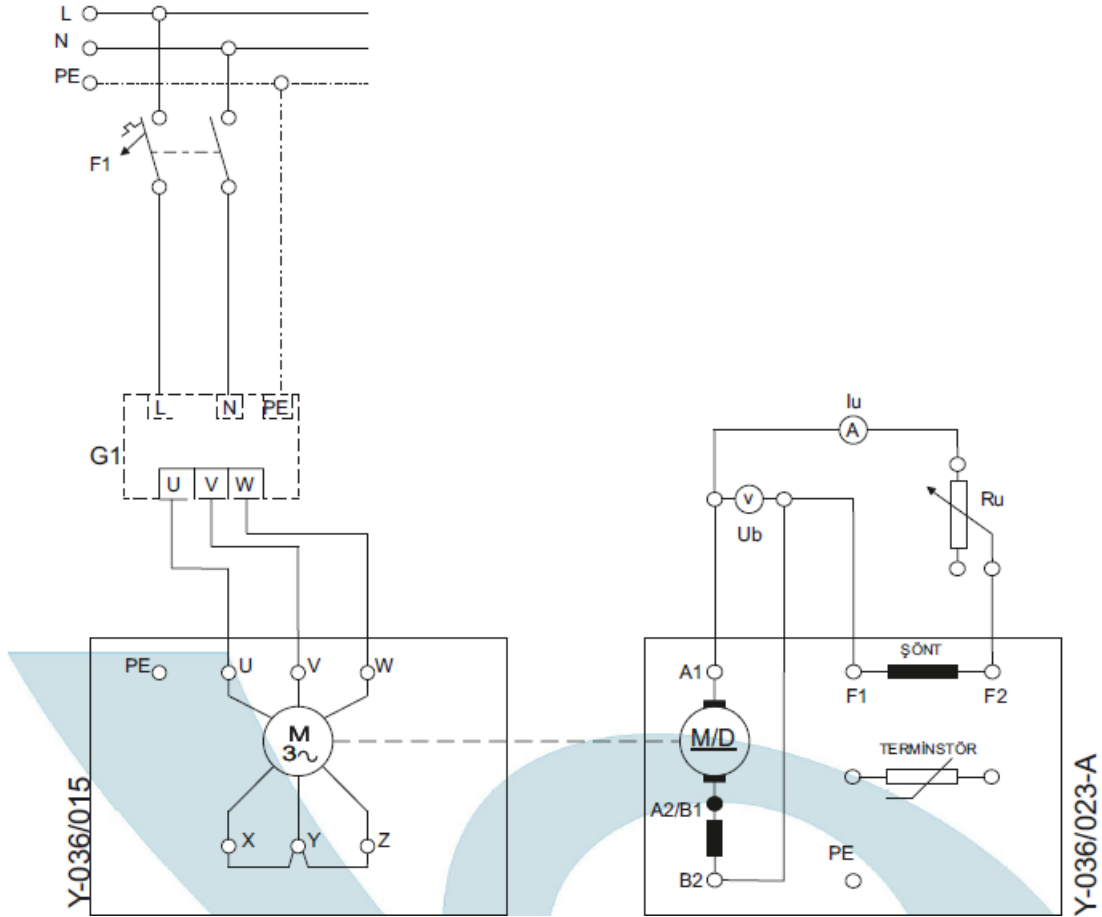 L
N
PE
F1
L N PE
G1
U V W
Iu
A
Ru
v
Ub
PE U V W
M
3~
X Y Z
Y-036/015
ŞÖNT
A1
F1 F2
M/D
TERMİNSTÖR
A2/B1
PE
B2
Y-036/023-A